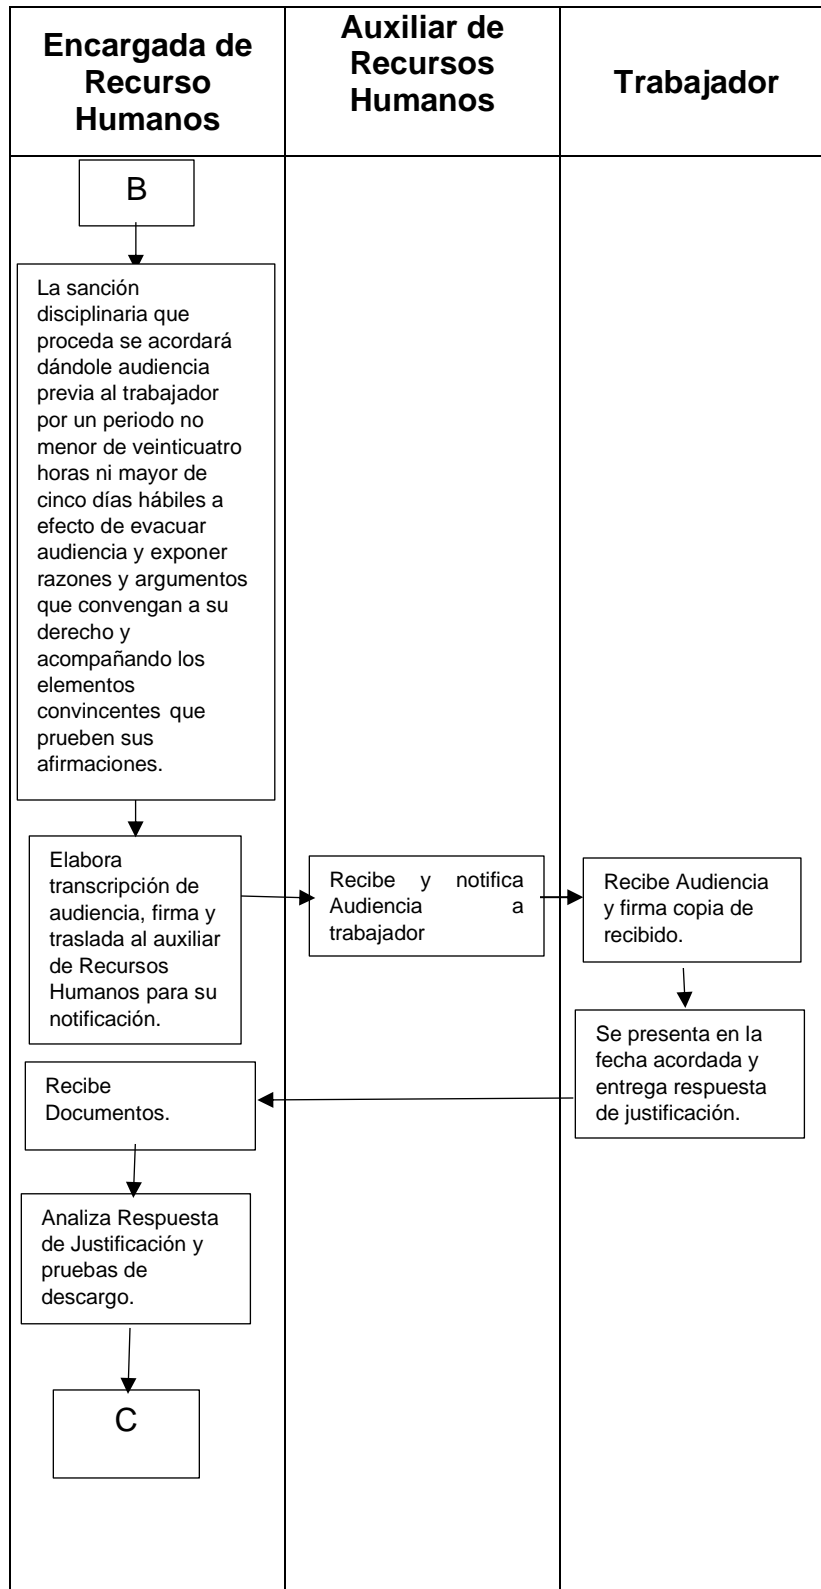 Encargada de
Recurso
Humanos
Auxiliar de
Recursos
Humanos
Trabajador
B
La sanción
disciplinaria que
proceda se acordará
dándole audiencia
previa al trabajador
por un periodo no
menor de veinticuatro
horas ni mayor de
cinco días hábiles a
efecto de evacuar
audiencia y exponer
razones y argumentos
que convengan a su
derecho y
acompañando los
elementos
convincentes que
prueben sus
afirmaciones.
Elabora
transcripción de
audiencia, firma y
traslada al auxiliar
de Recursos
Humanos para su
notificación.
Recibe y notifica
Audiencia a
trabajador
Recibe Audiencia
y firma copia de
recibido.
Se presenta en la
fecha acordada y
entrega respuesta
de justificación.
Recibe
Documentos.
Analiza Respuesta
de Justificación y
pruebas de
descargo.
C